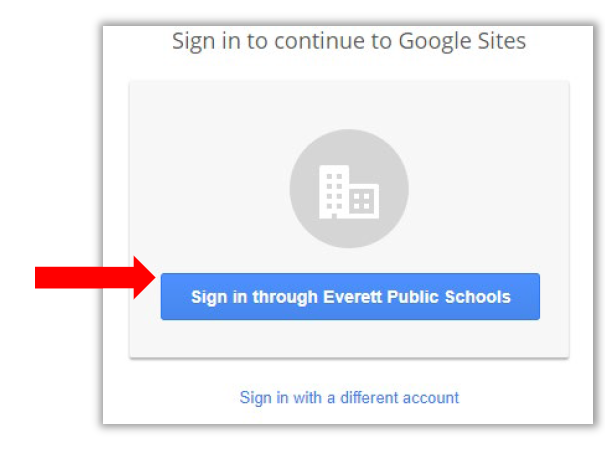 Sign in to continue to Google Sites
Sign in through Everett Public Schools
Sign in with a different account